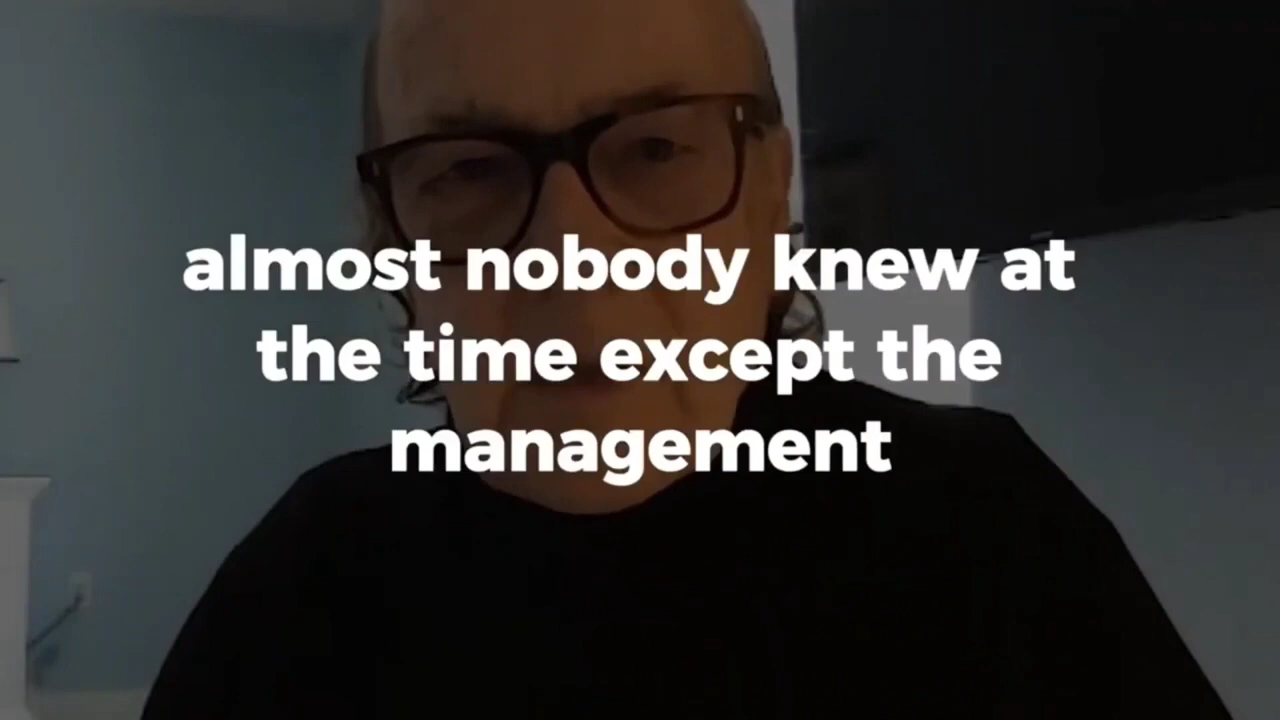 almost nobody knew at
the time except the
management